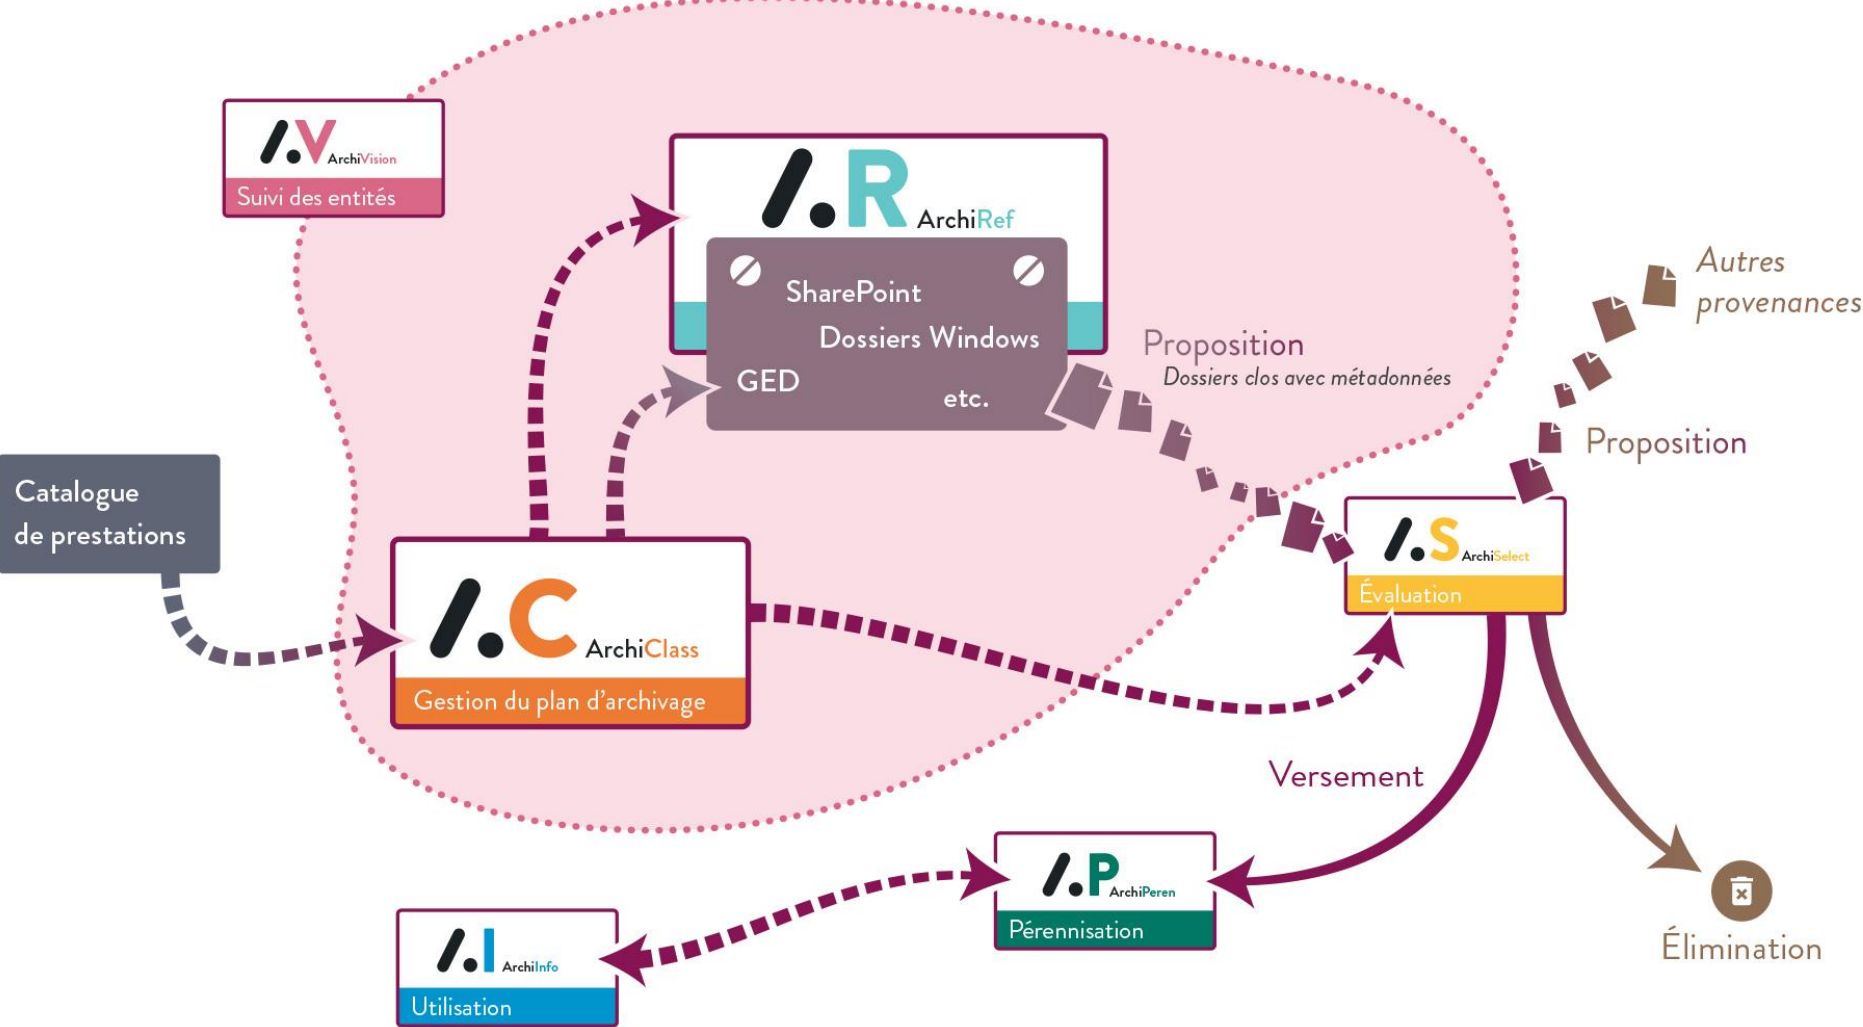 V ArchiVision
Suivi des entités
R ArchiRef
SharePoint
Dossiers Windows
GED
etc.
Proposition
Dossiers clos avec métadonnées
Autres
provenances
Proposition
Catalogue
de prestations
S ArchiSelect
Évaluation
C ArchiClass
Gestion du plan d’archivage
Versement
P ArchiPeren
Pérennisation
Élimination
I ArchiInfo
Utilisation